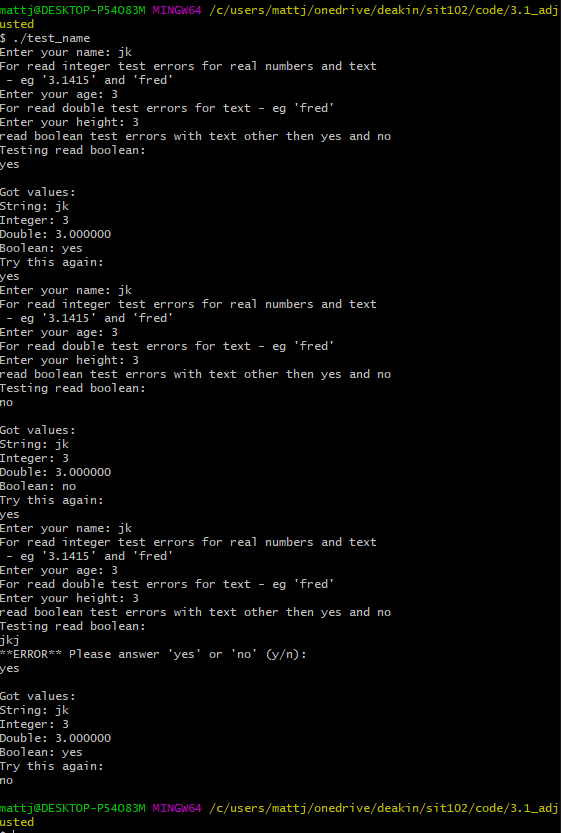 mattj@DESKTOP-P54O83M MINGW64 /c/users/mattj/onedrive/deakin/sit102/code/3.1_adj
usted
$ ./test_name
Enter your name: jk
For read integer test errors for real numbers and text
 - eg '3.1415' and 'fred'
Enter your age: 3
For read double test errors for text - eg 'fred'
Enter your height: 3
read boolean test errors with text other then yes and no
Testing read boolean:
yes

Got values:
String: jk
Integer: 3
Double: 3.000000
Boolean: yes
Try this again:
yes
Enter your name: jk
For read integer test errors for real numbers and text
 - eg '3.1415' and 'fred'
Enter your age: 3
For read double test errors for text - eg 'fred'
Enter your height: 3
read boolean test errors with text other then yes and no
Testing read boolean:
no

Got values:
String: jk
Integer: 3
Double: 3.000000
Boolean: no
Try this again:
yes
Enter your name: jk
For read integer test errors for real numbers and text
 - eg '3.1415' and 'fred'
Enter your age: 3
For read double test errors for text - eg 'fred'
Enter your height: 3
read boolean test errors with text other then yes and no
Testing read boolean:
jkj
**ERROR** Please answer 'yes' or 'no' (y/n):
yes

Got values:
String: jk
Integer: 3
Double: 3.000000
Boolean: yes
Try this again:
no

mattj@DESKTOP-P54O83M MINGW64 /c/users/mattj/onedrive/deakin/sit102/code/3.1_adj
usted